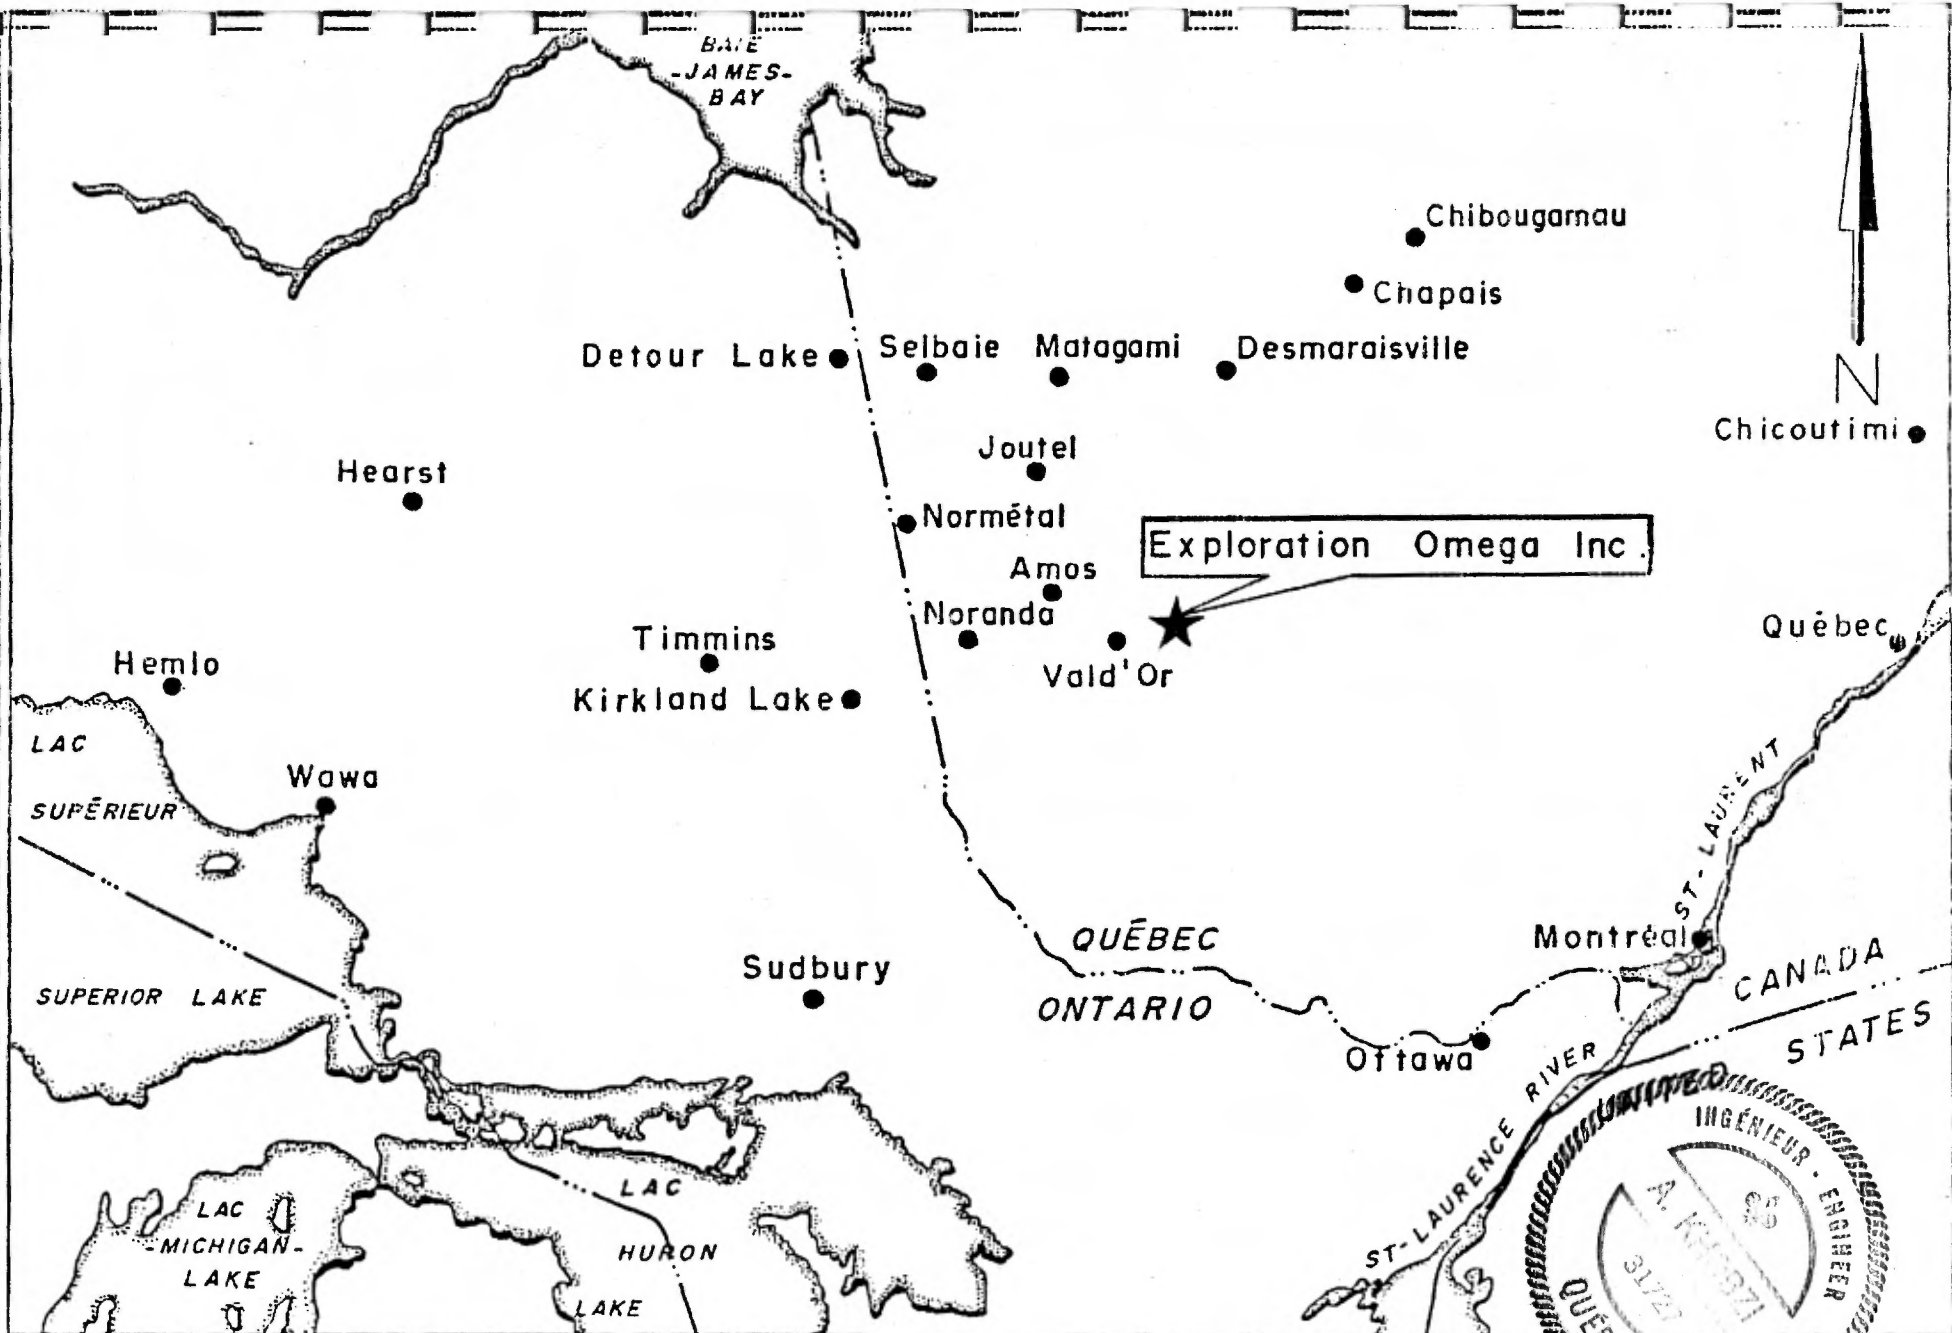 BAIE
-JAMES-
BAY
Chibougamau
Chapais
Detour Lake
Selbaie
Matagami
Desmaraisville
N
Chicoutimi
Joutel
Hearst
Normétal
Exploration Omega Inc.
Amos
Noranda
Québec
Timmins
Hemlo
Vald'Or
Kirkland Lake
LAC
SUPÉRIEUR
Wawa
ST-LAURENT
QUÉBEC
Montréal
Sudbury
CANADA
SUPERIOR LAKE
ONTARIO
STATES
Ottawa
ST-LAURENCE RIVER
INGÉNIEUR · ENGINEER
LAC
HURON
LAKE
LAC
-MICHIGAN-
LAKE